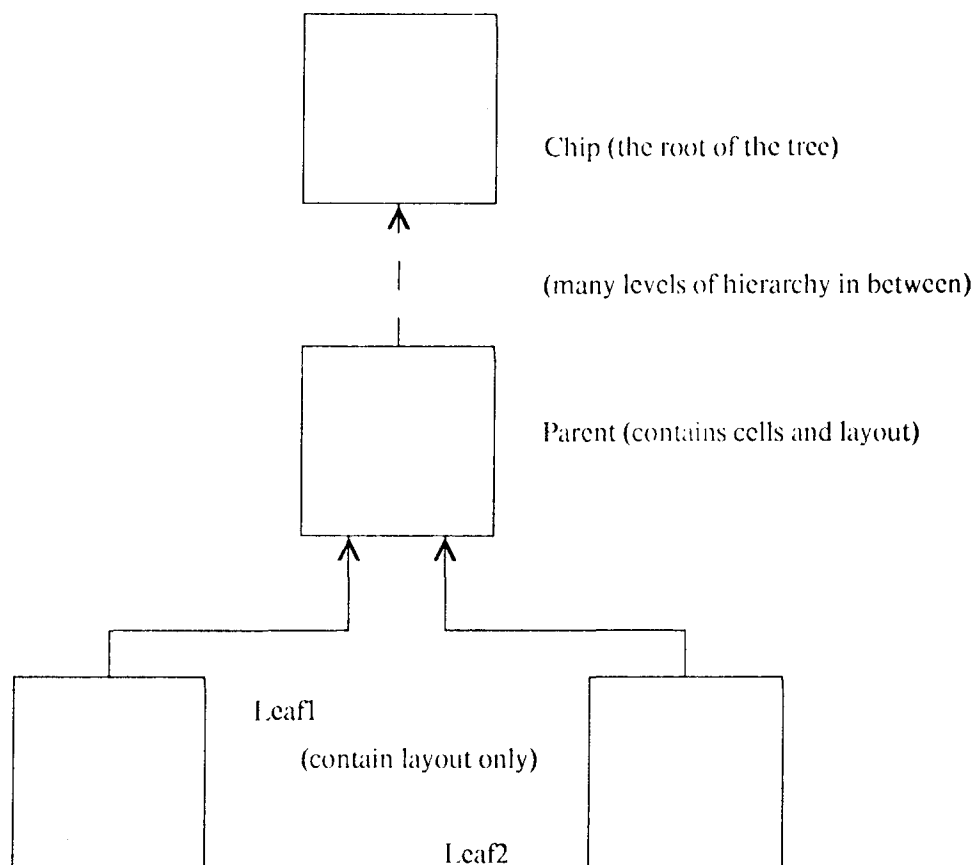 Chip (the root of the tree)
(many levels of hierarchy in between)
Parent (contains cells and layout)
Leaf1
(contain layout only)
Leaf2